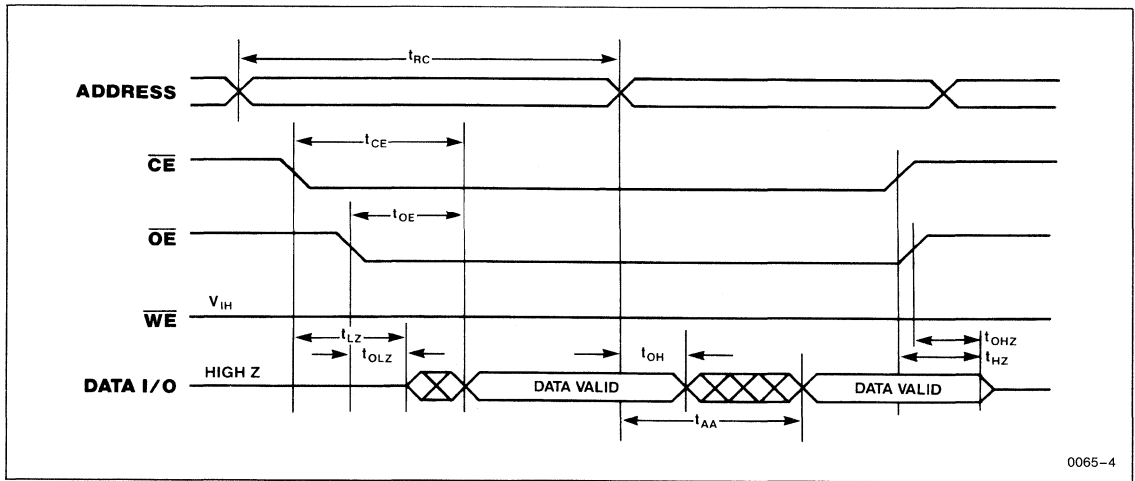 tRC
ADDRESS
tCE
CE
tOE
OE
VIH
WE
tLZ
tOHZ
tOLZ
tOH
tHZ
HIGH Z
DATA I/O
DATA VALID
DATA VALID
tAA
0065-4